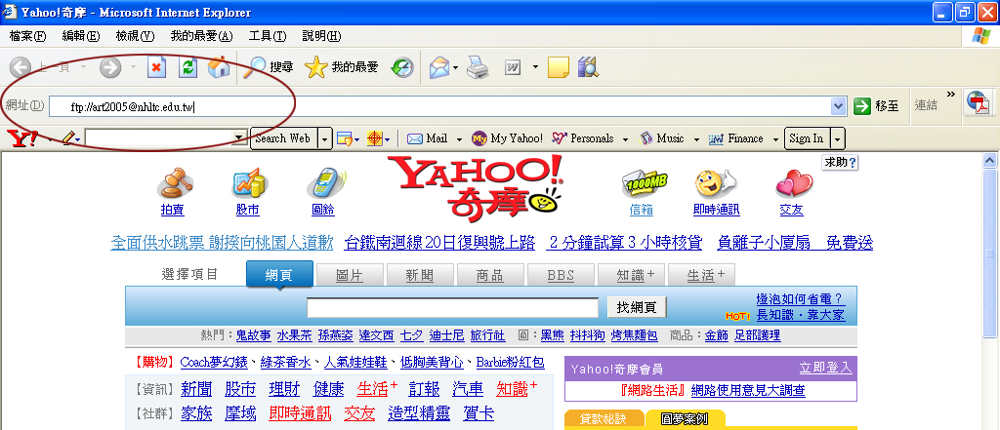 Yahoo!奇摩 - Microsoft Internet Explorer
檔案(F) 編輯(E) 檢視(V) 我的最愛(A) 工具(T) 說明(H)
上一頁 搜尋 我的最愛
網址(D) ftp://art2005@nhltc.edu.tw 移至 連結 »
Y! Search Web Mail My Yahoo! Personals Music Finance Sign In
YAHOO! 奇摩 求助?
1000MB
拍賣 股市 圓鈴 信箱 即時通訊 交友
全面供水跳票 謝揆向桃園人道歉 台鐵南迴線20日復興號上路 2分鐘試算3小時核貸 負離子小廈扇 免費送
選擇項目 網頁 圖片 新聞 商品 BBS 知識+ 生活+
找網頁 燈泡如何省電？
HOT! 長知識‧靠大家
熱門：鬼故事 水果茶 孫燕姿 達文西 七夕 迪士尼 旅行社 圖：黑熊 抖抖狗 烤焦麵包 商品：金飾 足部護理
【購物】Coach夢幻錶、綠茶香水、人氣娃娃鞋、低胸美背心、Barbie粉紅包
[資訊] 新聞 股市 理財 健康 生活+ 訂報 汽車 知識+
[社群] 家族 摩域 即時通訊 交友 造型精靈 賀卡
Yahoo!奇摩會員 立即登入
『網路生活』網路使用意見大調查
貸款祕訣 圓夢案例